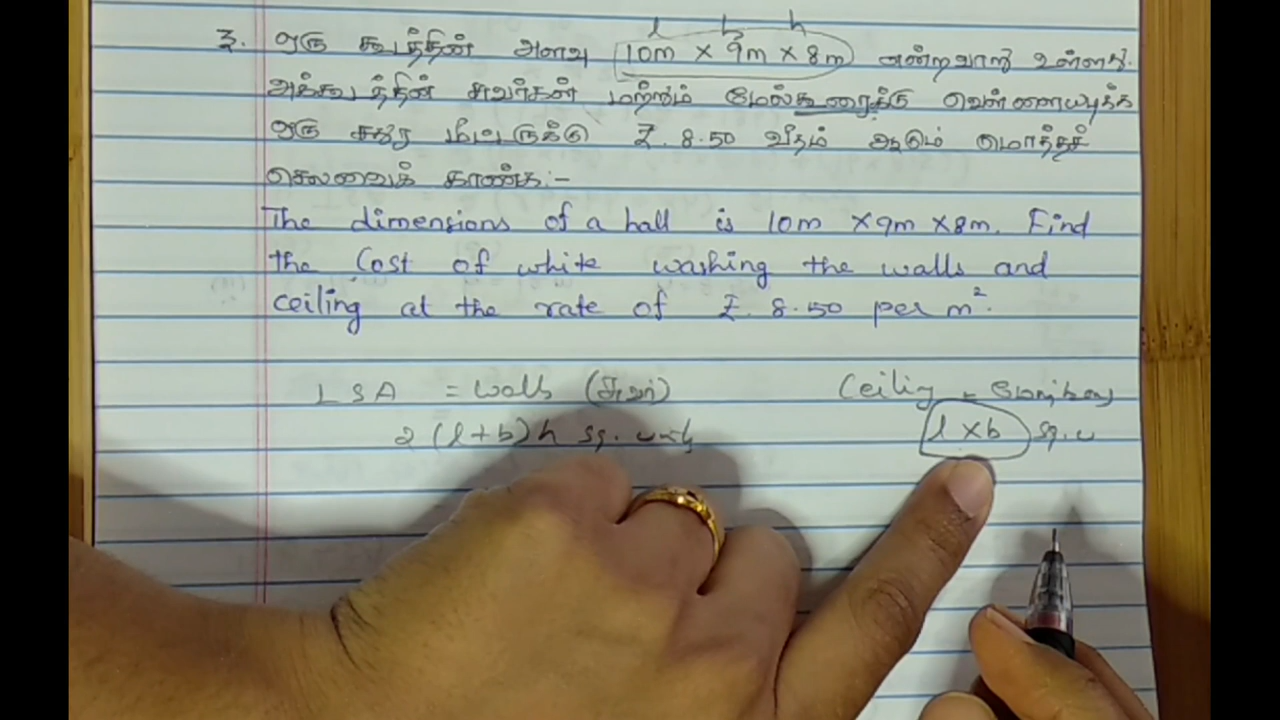 l b h
3. ஒரு கூடத்தின் அளவு 10m × 9m × 8m என்றவாறு உள்ளது.
அக்கூடத்தின் சுவர்கள் மற்றும் மேல்கூரைக்கு வெள்ளையடிக்க
ஒரு சதுர மீட்டருக்கு ₹. 8.50 வீதம் ஆகும் மொத்தச்
செலவைக் காண்க:-
The dimensions of a hall is 10m × 9m × 8m. Find
the Cost of white washing the walls and
ceiling at the rate of ₹. 8.50 per m².
LSA = walls (சுவர்) Ceilig =
2 (l+b)h sq. units l × b sq. u